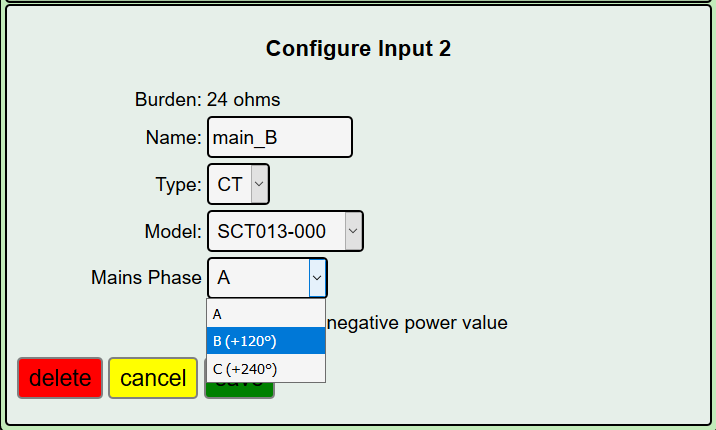 Configure Input 2
Burden: 24 ohms
Name: main_B
Type: CT
Model: SCT013-000
Mains Phase A
A
negative power value
B (+120°)
C (+240°)
delete cancel save